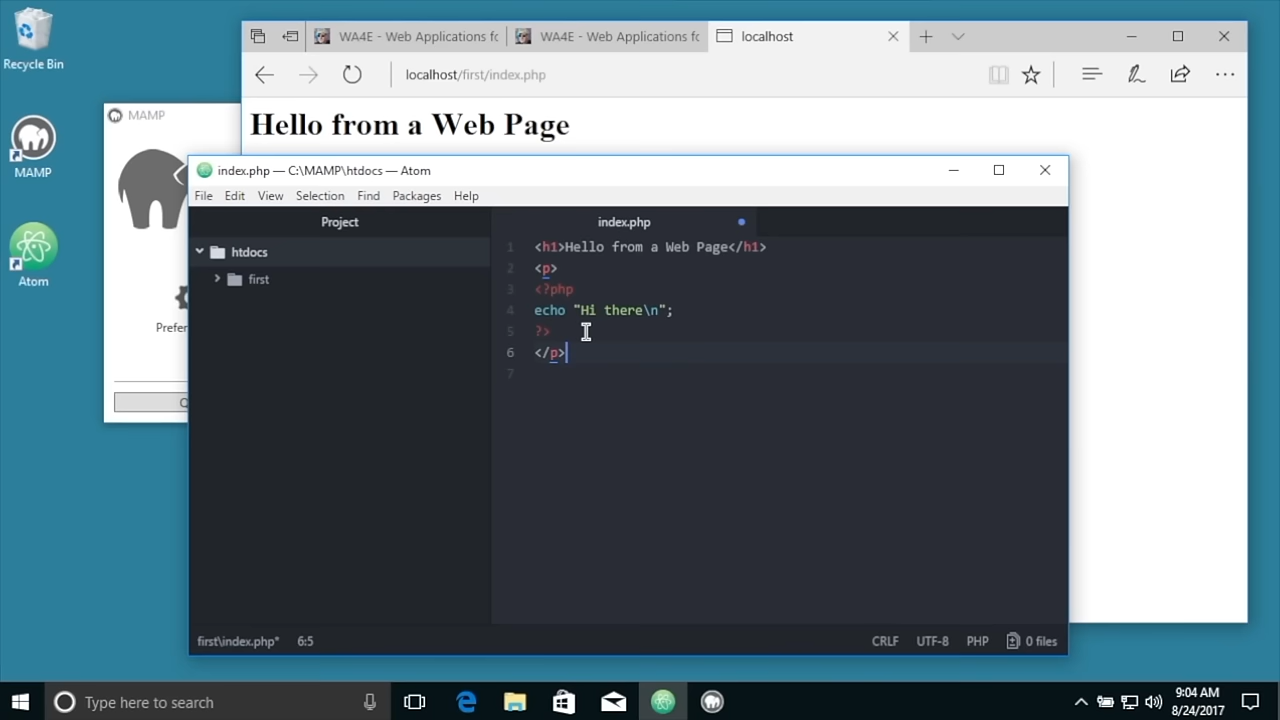 Recycle Bin
MAMP
Atom
WA4E - Web Applications fo
WA4E - Web Applications fo
localhost
localhost/first/index.php
Hello from a Web Page
MAMP
Prefer
index.php — C:\MAMP\htdocs — Atom
File Edit View Selection Find Packages Help
Project
index.php
htdocs
first
1 <h1>Hello from a Web Page</h1>
2 <p>
3 <?php
4 echo "Hi there\n";
5 ?>
6 </p>
7
first\index.php* 6:5
CRLF UTF-8 PHP 0 files
Type here to search
9:04 AM
8/24/2017